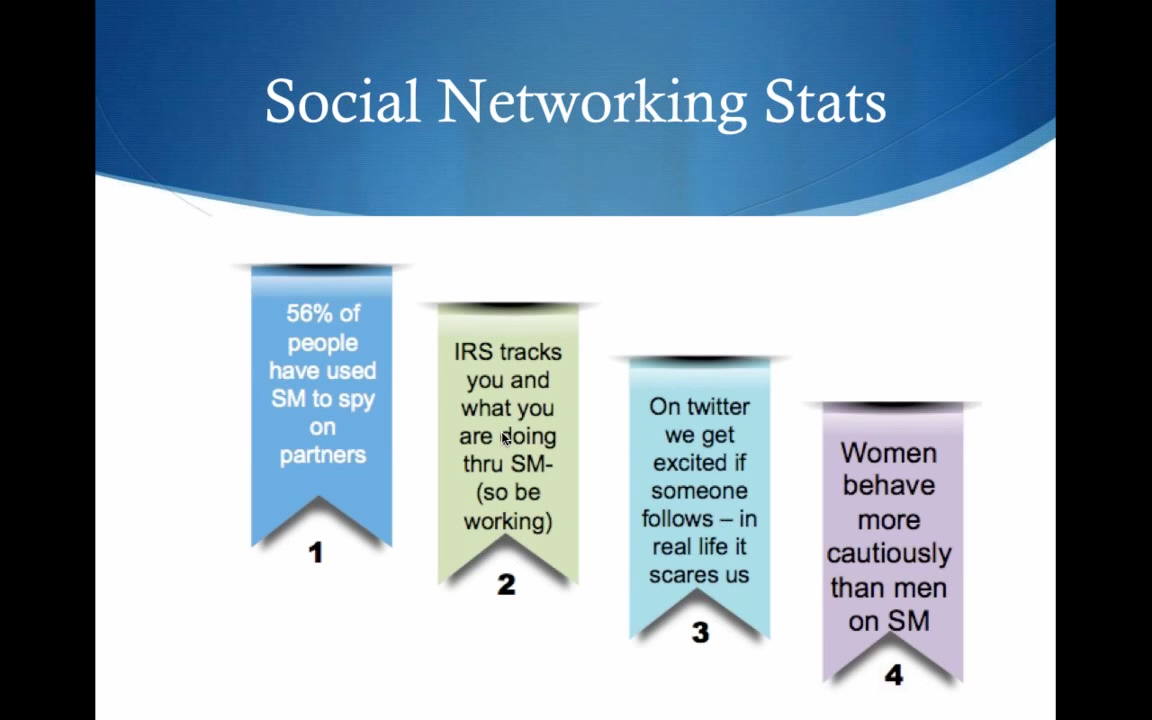 Social Networking Stats
56% of
people
have used
SM to spy
on
partners
1
IRS tracks
you and
what you
are doing
thru SM-
(so be
working)
2
On twitter
we get
excited if
someone
follows – in
real life it
scares us
3
Women
behave
more
cautiously
than men
on SM
4